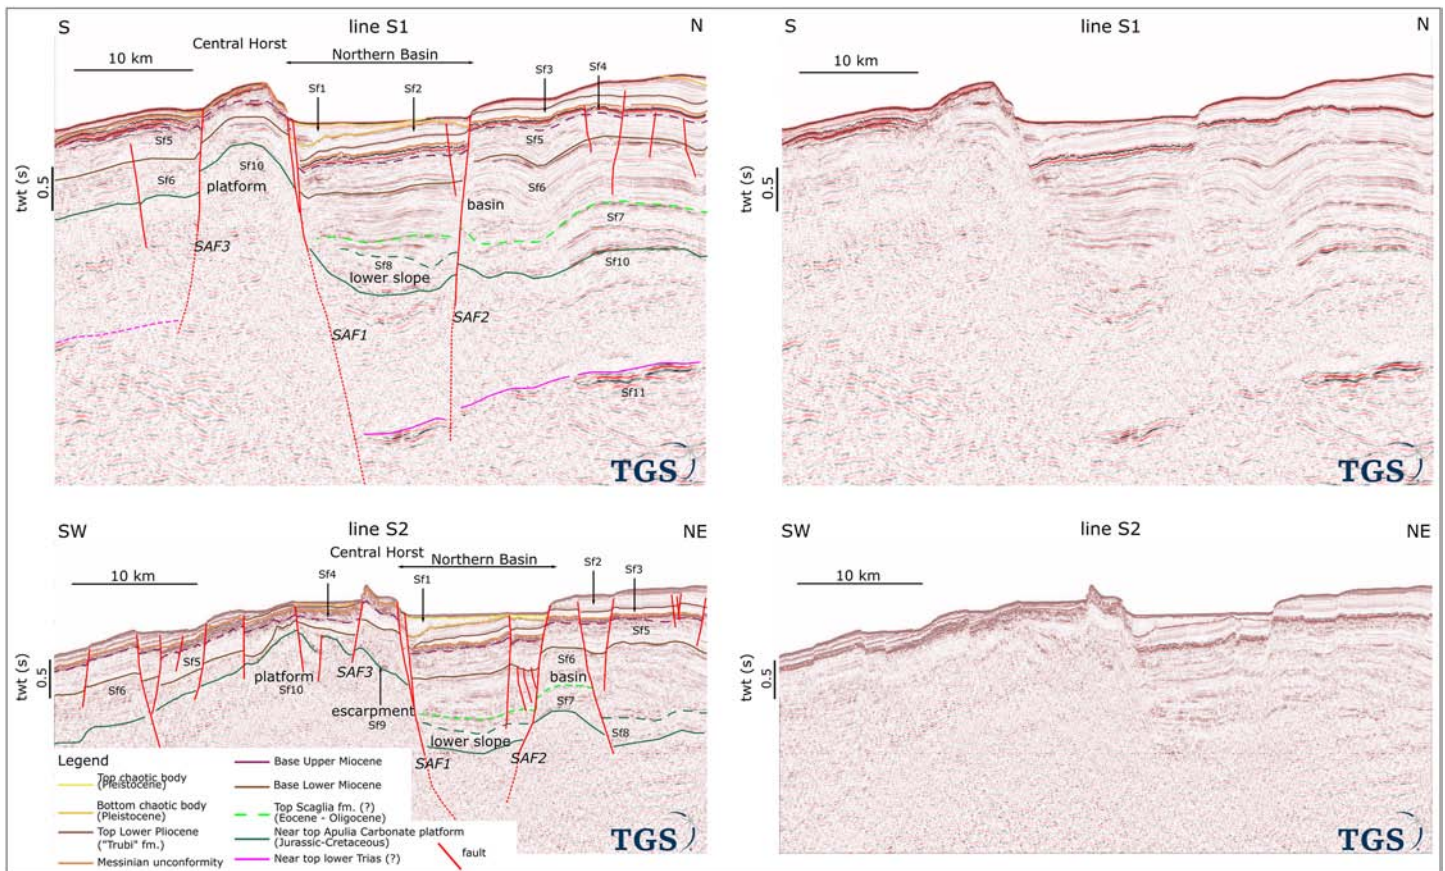 S
line S1
N
Central Horst
Northern Basin
10 km
Sf1
Sf2
Sf3
Sf4
Sf5
Sf5
Sf10
Sf6
platform
Sf6
twt (s)
0.5
basin
Sf7
SAF3
Sf10
Sf8
lower slope
SAF1
SAF2
Sf11
TGS
S
line S1
N
10 km
twt (s)
0.5
TGS
SW
line S2
NE
Central Horst
Northern Basin
10 km
Sf4
Sf1
Sf2
Sf3
Sf5
Sf5
Sf6
Sf6
twt (s)
0.5
platform
SAF3
basin
Sf10
Sf7
escarpment
Sf9
Sf8
lower slope
SAF1
SAF2
Legend
Top chaotic body
(Pleistocene)
Bottom chaotic body
(Pleistocene)
Top Lower Pliocene
("Trubi" fm.)
Messinian unconformity
Base Upper Miocene
Base Lower Miocene
Top Scaglia fm. (?)
(Eocene - Oligocene)
Near top Apulia Carbonate platform
(Jurassic-Cretaceous)
Near top lower Trias (?)
fault
TGS
SW
line S2
NE
10 km
twt (s)
0.5
TGS